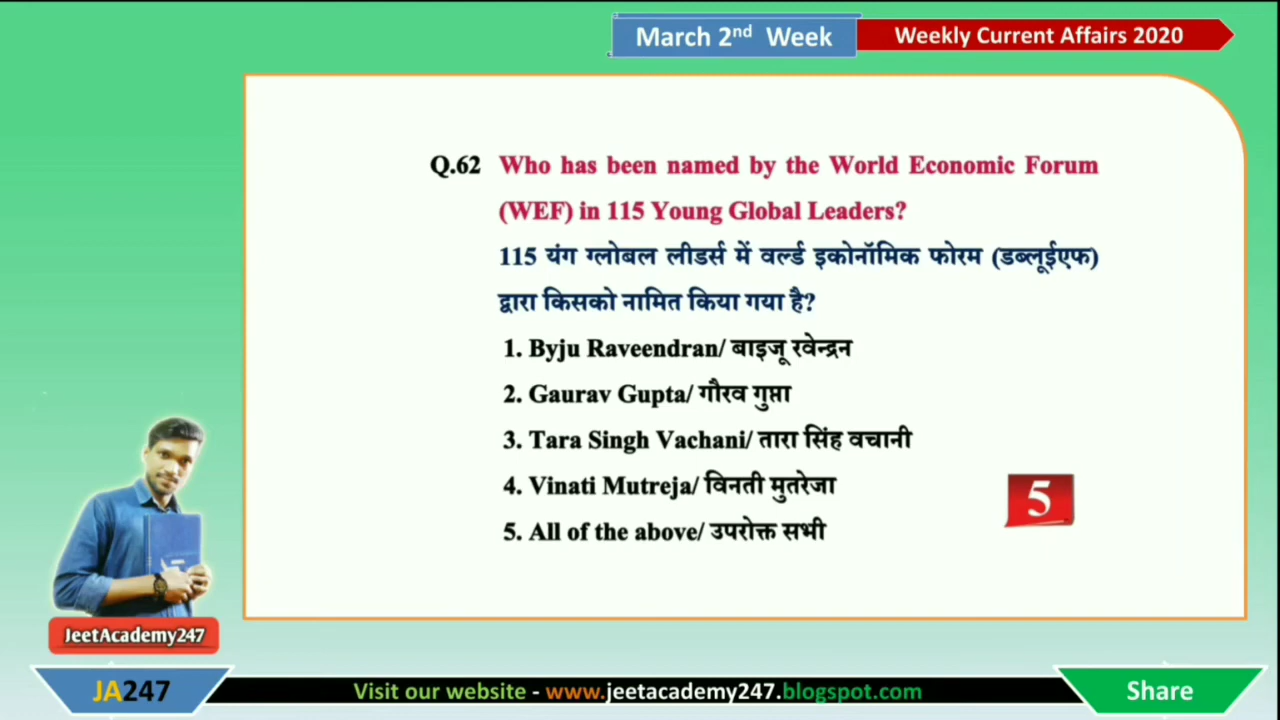 March 2nd Week
Weekly Current Affairs 2020
Q.62 Who has been named by the World Economic Forum
(WEF) in 115 Young Global Leaders?
115 यंग ग्लोबल लीडर्स में वर्ल्ड इकोनॉमिक फोरम (डब्लूईएफ)
द्वारा किसको नामित किया गया है?
1. Byju Raveendran/ बाइजू रवेन्द्रन
2. Gaurav Gupta/ गौरव गुप्ता
3. Tara Singh Vachani/ तारा सिंह वचानी
4. Vinati Mutreja/ विनती मुतरेजा
5. All of the above/ उपरोक्त सभी
5
JeetAcademy247
JA247
Visit our website - www.jeetacademy247.blogspot.com
Share